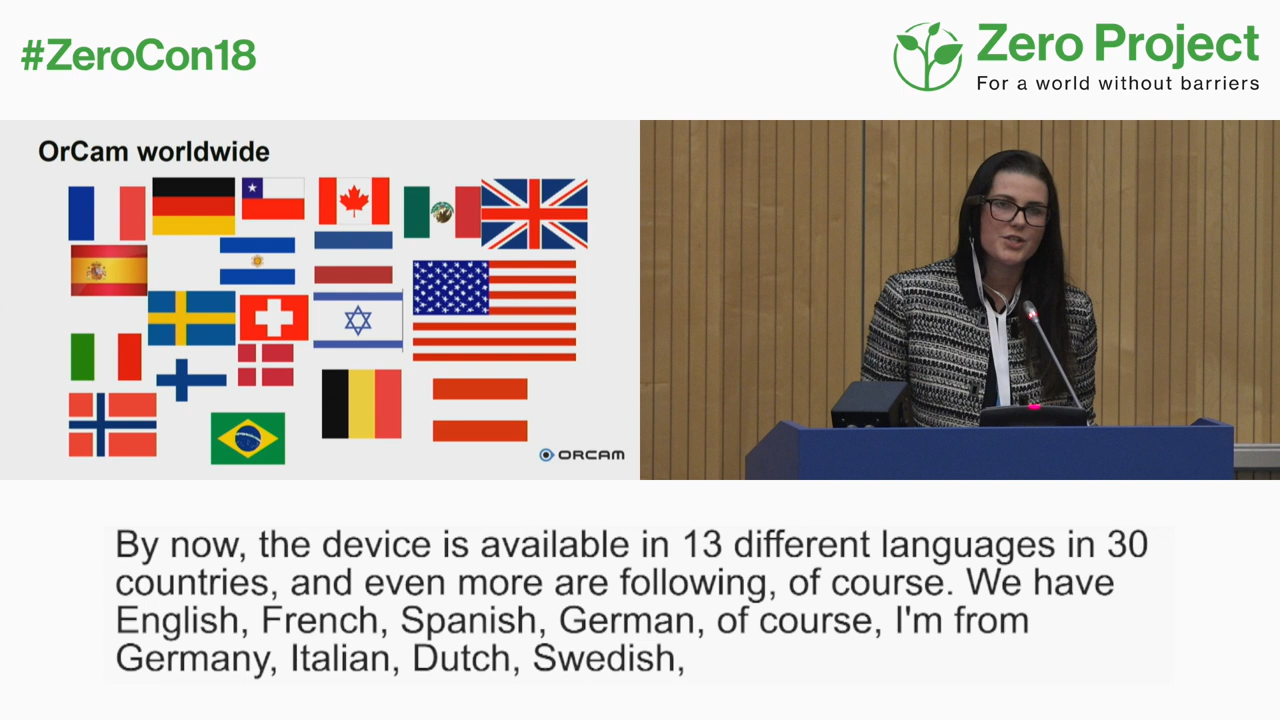 #ZeroCon18
Zero Project
For a world without barriers
OrCam worldwide
ORCAM
By now, the device is available in 13 different languages in 30
countries, and even more are following, of course. We have
English, French, Spanish, German, of course, I'm from
Germany, Italian, Dutch, Swedish,